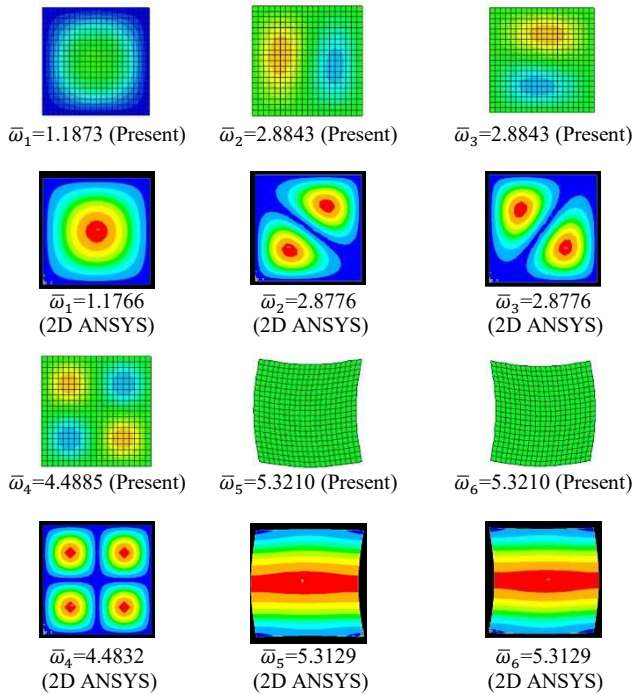 ω̅₁=1.1873 (Present) ω̅₂=2.8843 (Present) ω̅₃=2.8843 (Present)
ω̅₁=1.1766 ω̅₂=2.8776 ω̅₃=2.8776
(2D ANSYS) (2D ANSYS) (2D ANSYS)
ω̅₄=4.4885 (Present) ω̅₅=5.3210 (Present) ω̅₆=5.3210 (Present)
ω̅₄=4.4832 ω̅₅=5.3129 ω̅₆=5.3129
(2D ANSYS) (2D ANSYS) (2D ANSYS)